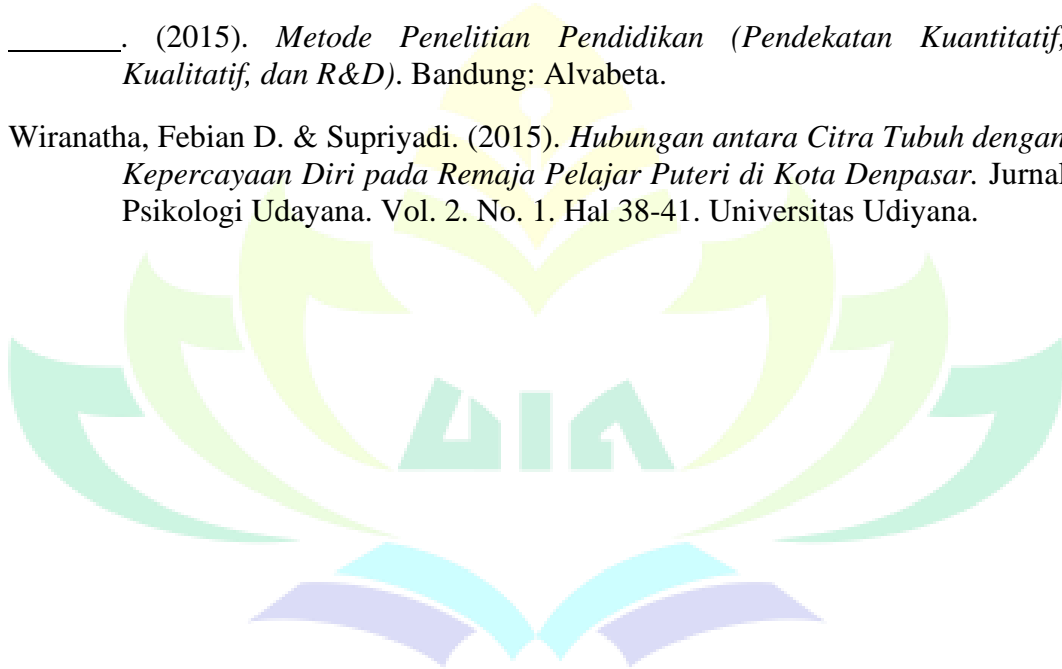 ________. (2015). Metode Penelitian Pendidikan (Pendekatan Kuantitatif,
Kualitatif, dan R&D). Bandung: Alvabeta.
Wiranatha, Febian D. & Supriyadi. (2015). Hubungan antara Citra Tubuh dengan
Kepercayaan Diri pada Remaja Pelajar Puteri di Kota Denpasar. Jurnal
Psikologi Udayana. Vol. 2. No. 1. Hal 38-41. Universitas Udiyana.
UIN